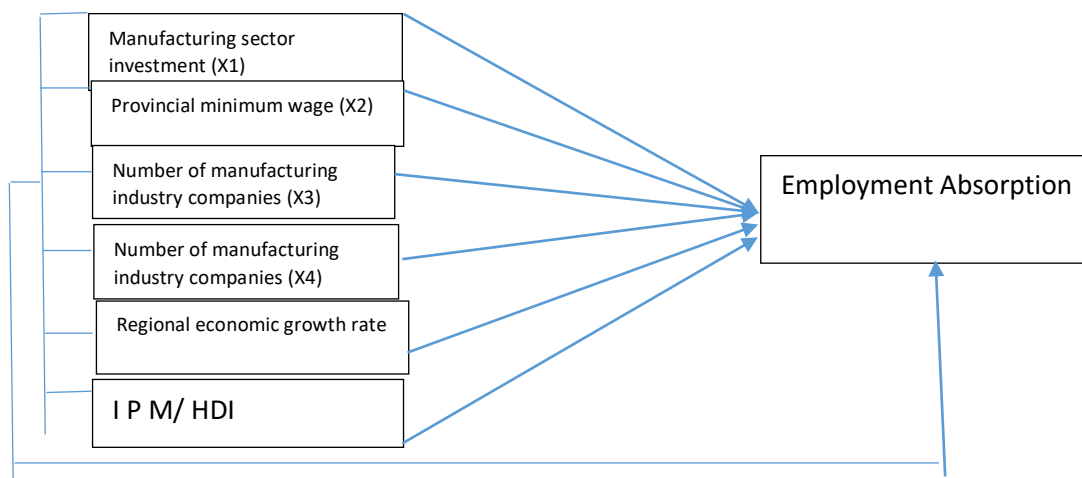 Manufacturing sector
investment (X1)
Provincial minimum wage (X2)
Number of manufacturing
industry companies (X3)
Number of manufacturing
industry companies (X4)
Regional economic growth rate
I P M/ HDI
Employment Absorption